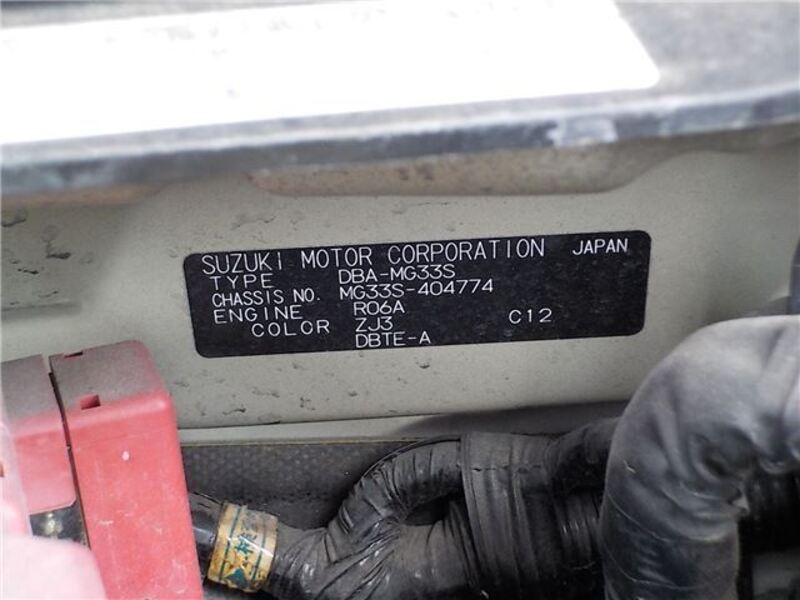 SUZUKI MOTOR CORPORATION JAPAN
TYPE DBA-MG33S
CHASSIS NO. MG33S-404774
ENGINE R06A C12
COLOR ZJ3
DBTE-A